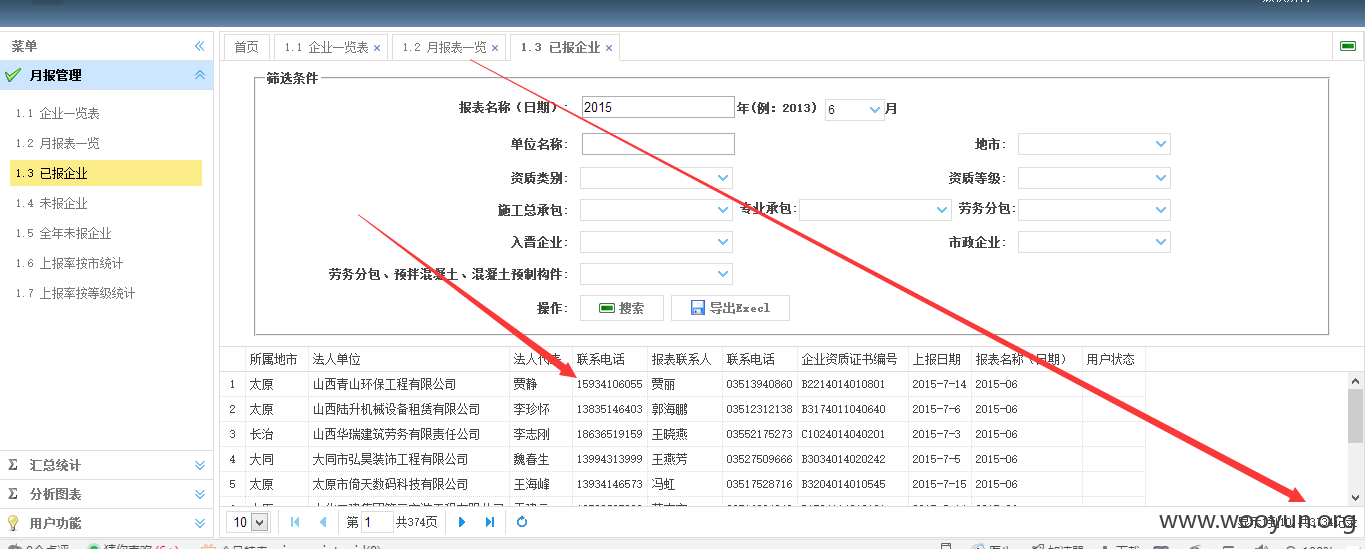 菜单
月报管理
1.1 企业一览表
1.2 月报表一览
1.3 已报企业
1.4 未报企业
1.5 全年未报企业
1.6 上报率按市统计
1.7 上报率按等级统计
汇总统计
分析图表
用户功能
首页 1.1 企业一览表 1.2 月报表一览 1.3 已报企业
筛选条件
报表名称(日期): 2015 年(例: 2013) 6 月
单位名称: 地市:
资质类别: 资质等级:
施工总承包: 专业承包: 劳务分包:
入晋企业: 市政企业:
劳务分包、预拌混凝土、混凝土预制构件:
操作: 搜索 导出Execl
所属地市 法人单位 法人代表 联系电话 报表联系人 联系电话 企业资质证书编号 上报日期 报表名称(日期) 用户状态
1 太原 山西青山环保工程有限公司 贾静 15934106055 贾丽 03513940860 B2214014010801 2015-7-14 2015-06
2 太原 山西陆升机械设备租赁有限公司 李珍怀 13835146403 郭海鹏 03512312138 B3174011040640 2015-7-6 2015-06
3 长治 山西华瑞建筑劳务有限责任公司 李志刚 18636519159 王晓燕 03552175273 C1024014040201 2015-7-3 2015-06
4 大同 大同市弘昊装饰工程有限公司 魏春生 13994313999 王燕芳 03527509666 B3034014020242 2015-7-5 2015-06
5 太原 太原市倚天数码科技有限公司 王海峰 13934146573 冯虹 03517528716 B3204014010545 2015-7-15 2015-06
10 第 1 共374页
www.wooyun.org